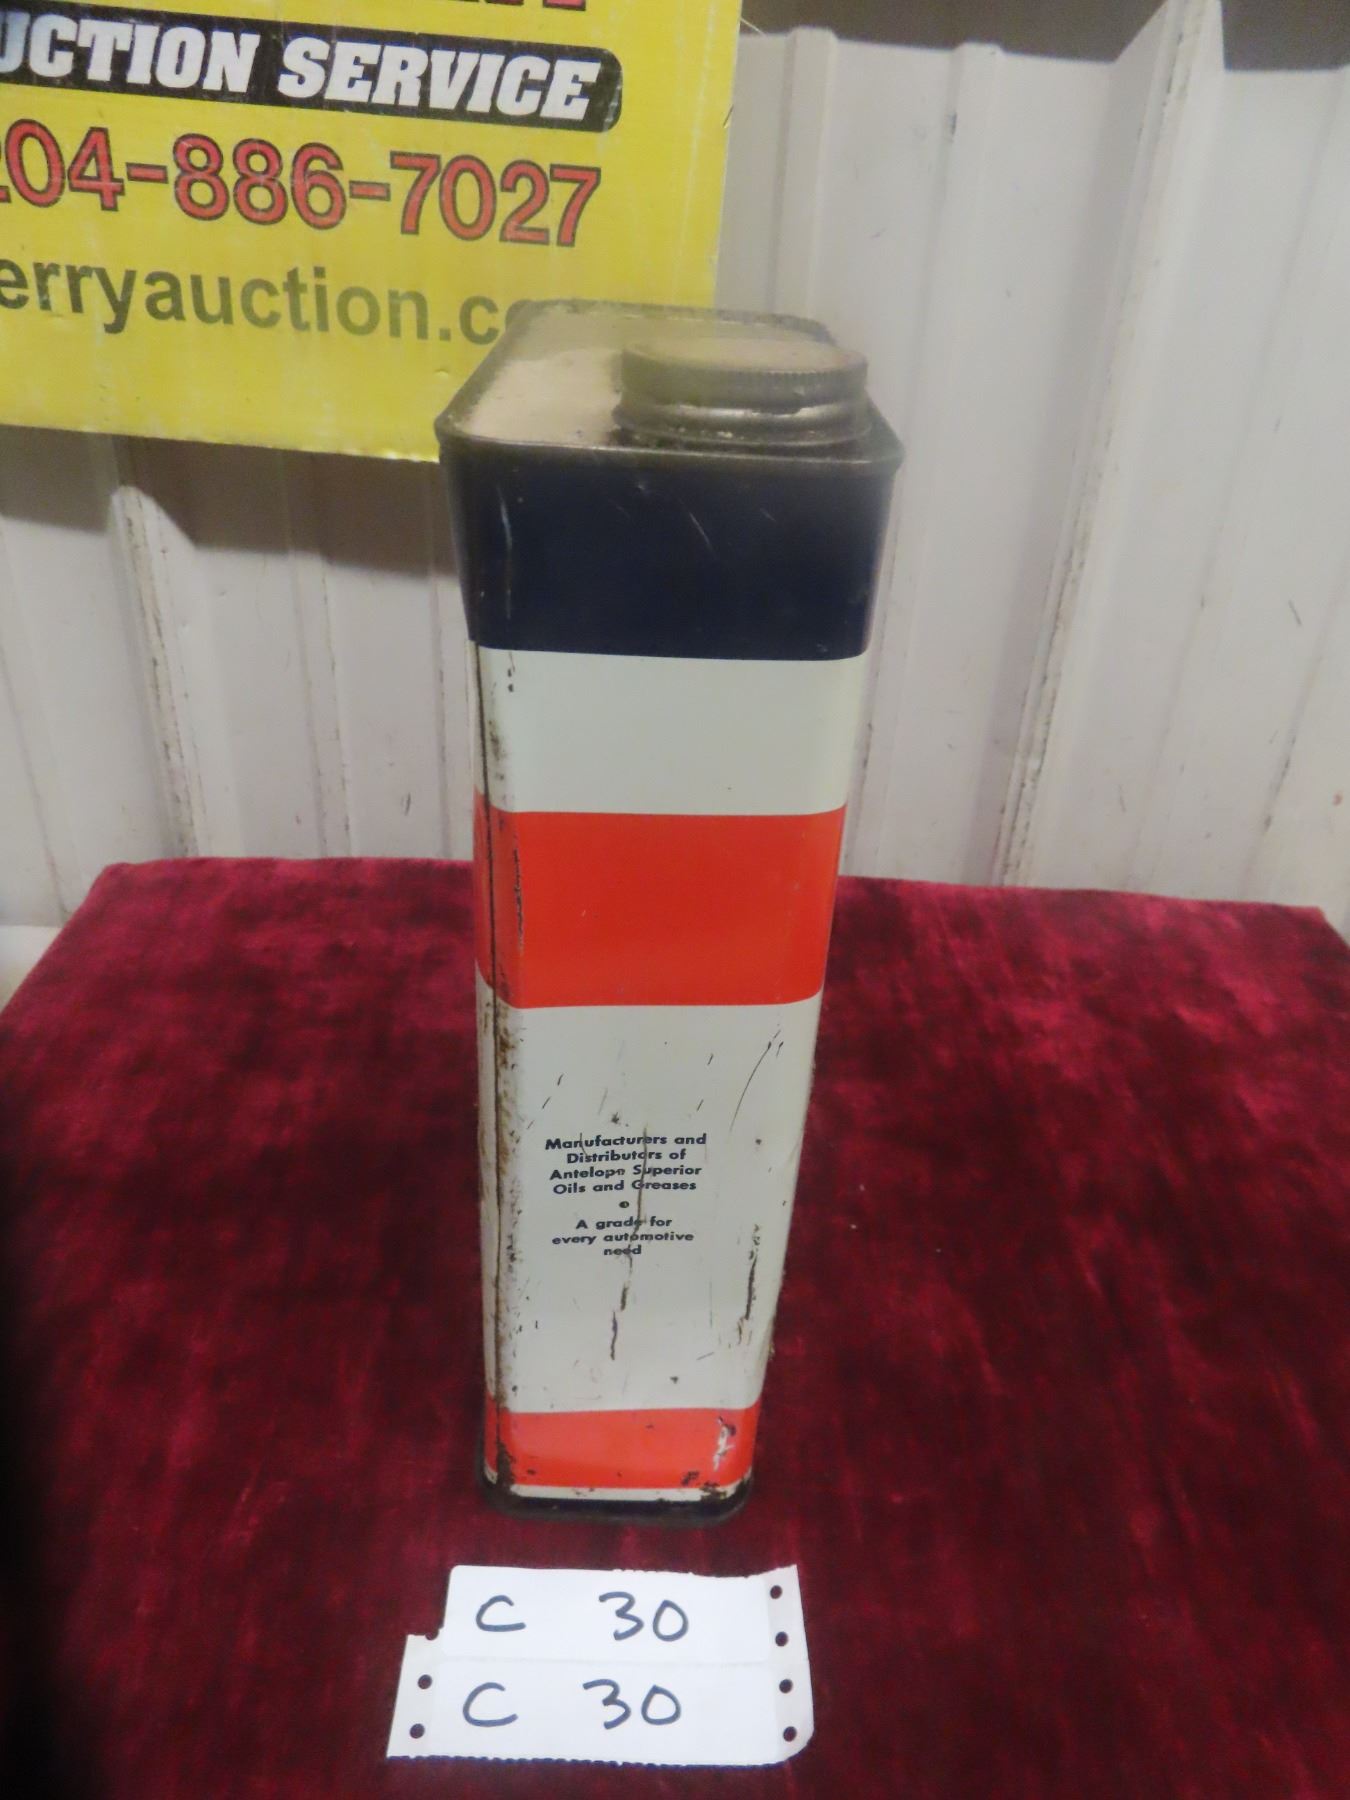 UCTION SERVICE
204-886-7027
erryauction.c
Manufacturers and
Distributors of
Antelope Superior
Oils and Greases
A grade for
every automotive
need
C 30
C 30